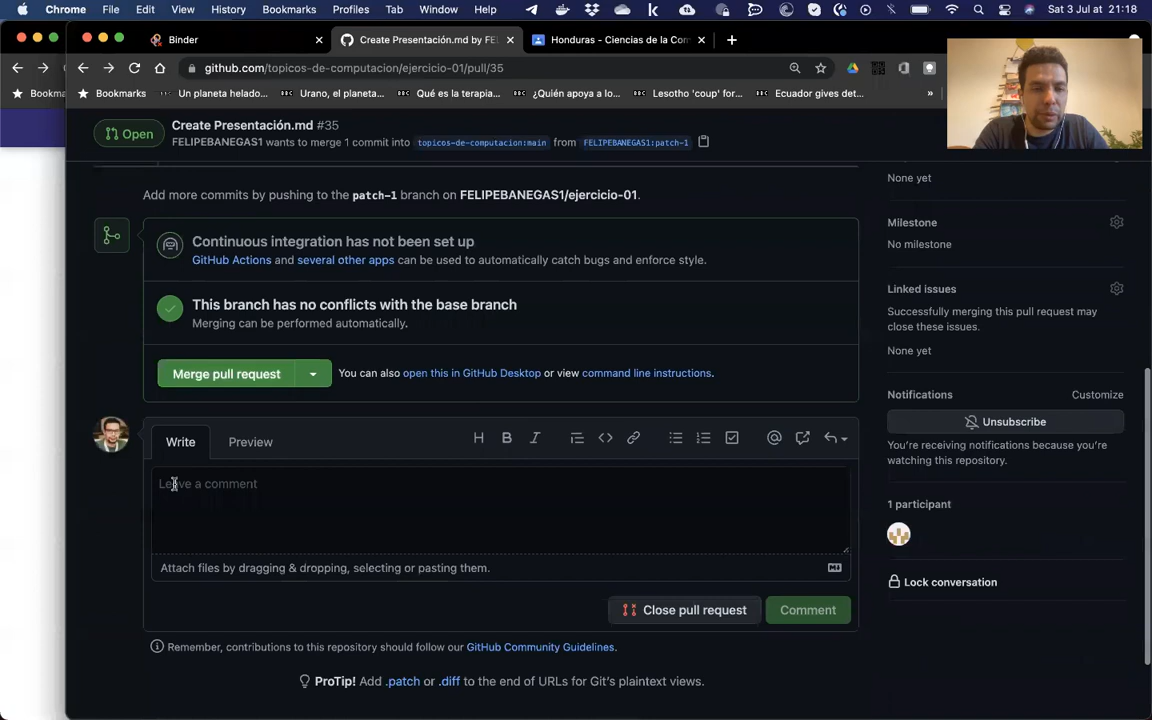 Chrome File Edit View History Bookmarks Profiles Tab Window Help Sat 3 Jul at 21:18
Binder
Create Presentación.md by FEL
Honduras - Ciencias de la Com
github.com/topicos-de-computacion/ejercicio-01/pull/35
Bookma
Bookmarks Un planeta helado... Urano, el planeta... Qué es la terapia... ¿Quién apoya a lo... Lesotho 'coup' for... Ecuador gives det... »
Open
Create Presentación.md #35
FELIPEBANEGAS1 wants to merge 1 commit into topicos-de-computacion:main from FELIPEBANEGAS1:patch-1
Add more commits by pushing to the patch-1 branch on FELIPEBANEGAS1/ejercicio-01.
Continuous integration has not been set up
GitHub Actions and several other apps can be used to automatically catch bugs and enforce style.
This branch has no conflicts with the base branch
Merging can be performed automatically.
Merge pull request
You can also open this in GitHub Desktop or view command line instructions.
Write
Preview
Leave a comment
Attach files by dragging & dropping, selecting or pasting them.
Close pull request
Comment
Remember, contributions to this repository should follow our GitHub Community Guidelines.
ProTip! Add .patch or .diff to the end of URLs for Git's plaintext views.
None yet
Milestone
No milestone
Linked issues
Successfully merging this pull request may
close these issues.
None yet
Notifications
Customize
Unsubscribe
You're receiving notifications because you're
watching this repository.
1 participant
Lock conversation